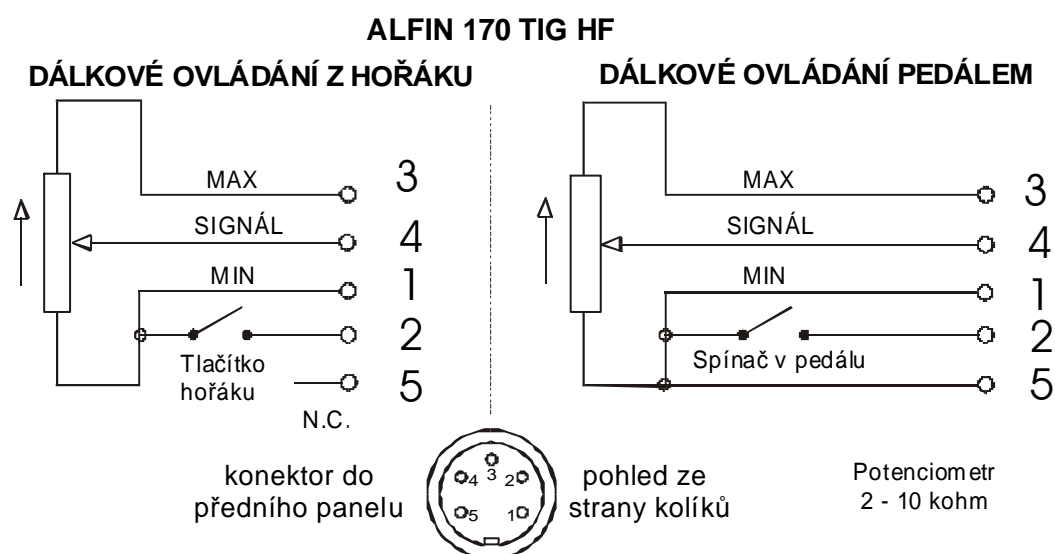 ALFIN 170 TIG HF
DÁLKOVÉ OVLÁDÁNÍ Z HOŘÁKU
MAX
3
SIGNÁL
4
MIN
1
2
Tlačítko
hořáku
5
N.C.
DÁLKOVÉ OVLÁDÁNÍ PEDÁLEM
MAX
3
SIGNÁL
4
MIN
1
2
Spínač v pedálu
5
konektor do
předního panelu
4 3 2
5 1
pohled ze
strany kolíků
Potenciometr
2 - 10 kohm